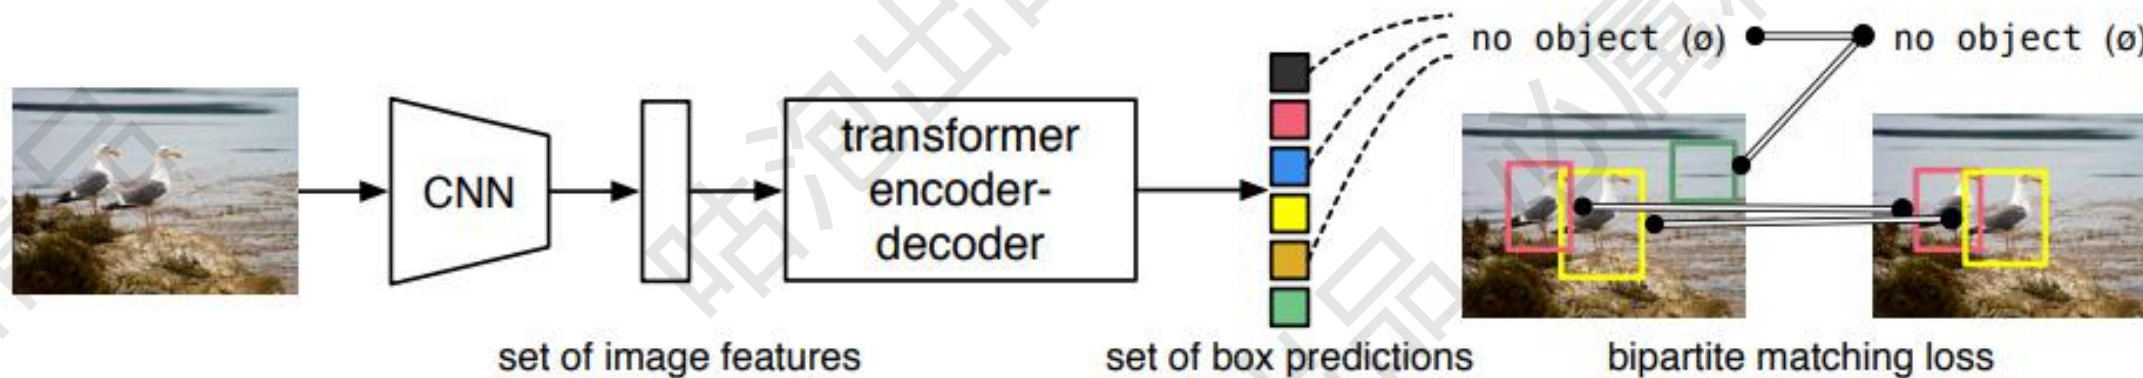 no object (ø)
no object (ø)
CNN
transformer
encoder-
decoder
set of image features
set of box predictions
bipartite matching loss